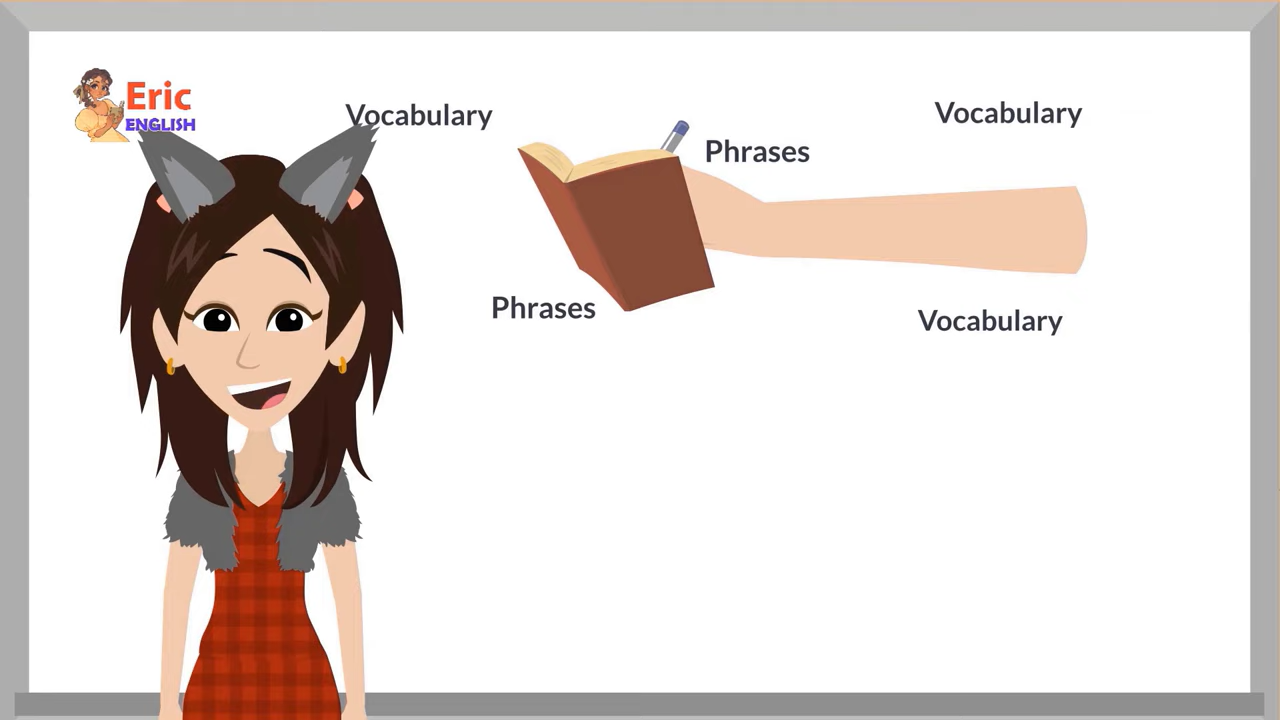 Eric
ENGLISH
Vocabulary
Vocabulary
Phrases
Phrases
Vocabulary